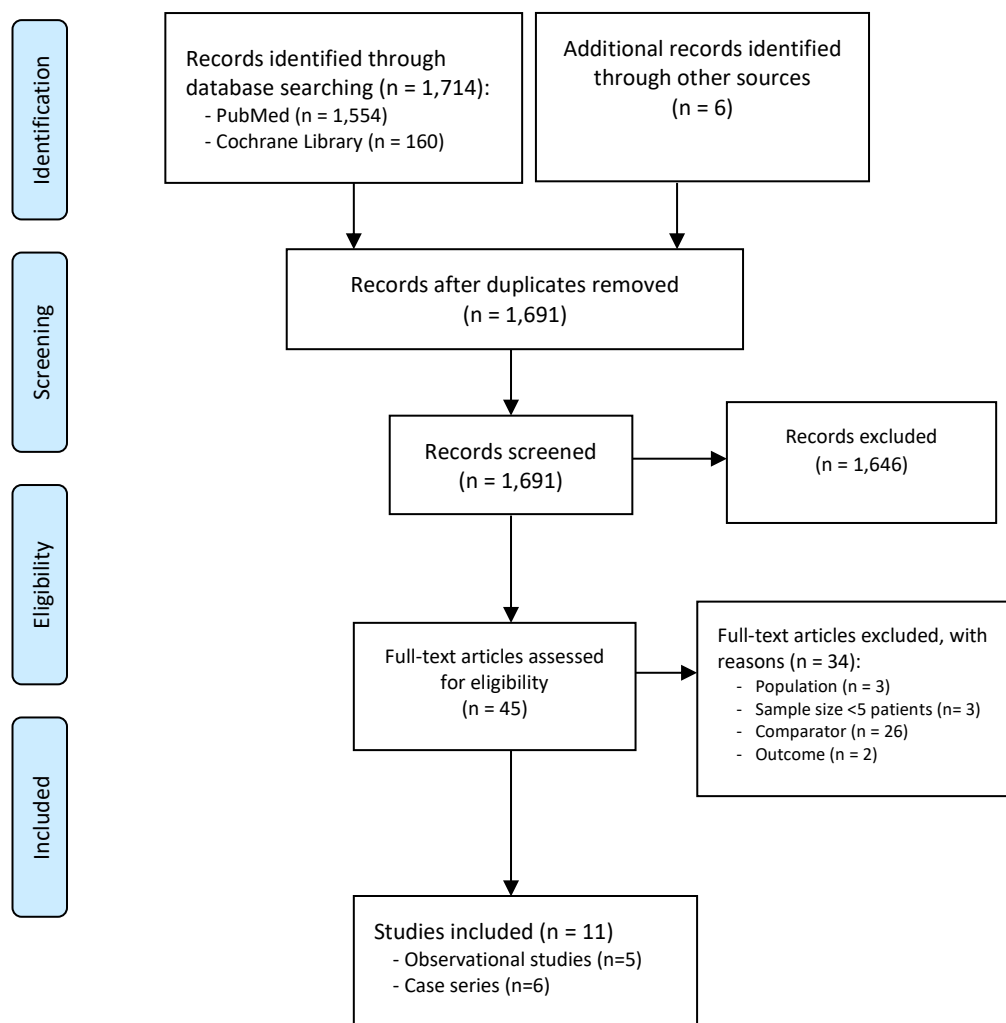 Identification
Records identified through
database searching (n = 1,714):
- PubMed (n = 1,554)
- Cochrane Library (n = 160)
Additional records identified
through other sources
(n = 6)
Screening
Records after duplicates removed
(n = 1,691)
Records screened
(n = 1,691)
Records excluded
(n = 1,646)
Eligibility
Full-text articles assessed
for eligibility
(n = 45)
Full-text articles excluded, with
reasons (n = 34):
- Population (n = 3)
- Sample size <5 patients (n= 3)
- Comparator (n = 26)
- Outcome (n = 2)
Included
Studies included (n = 11)
- Observational studies (n=5)
- Case series (n=6)